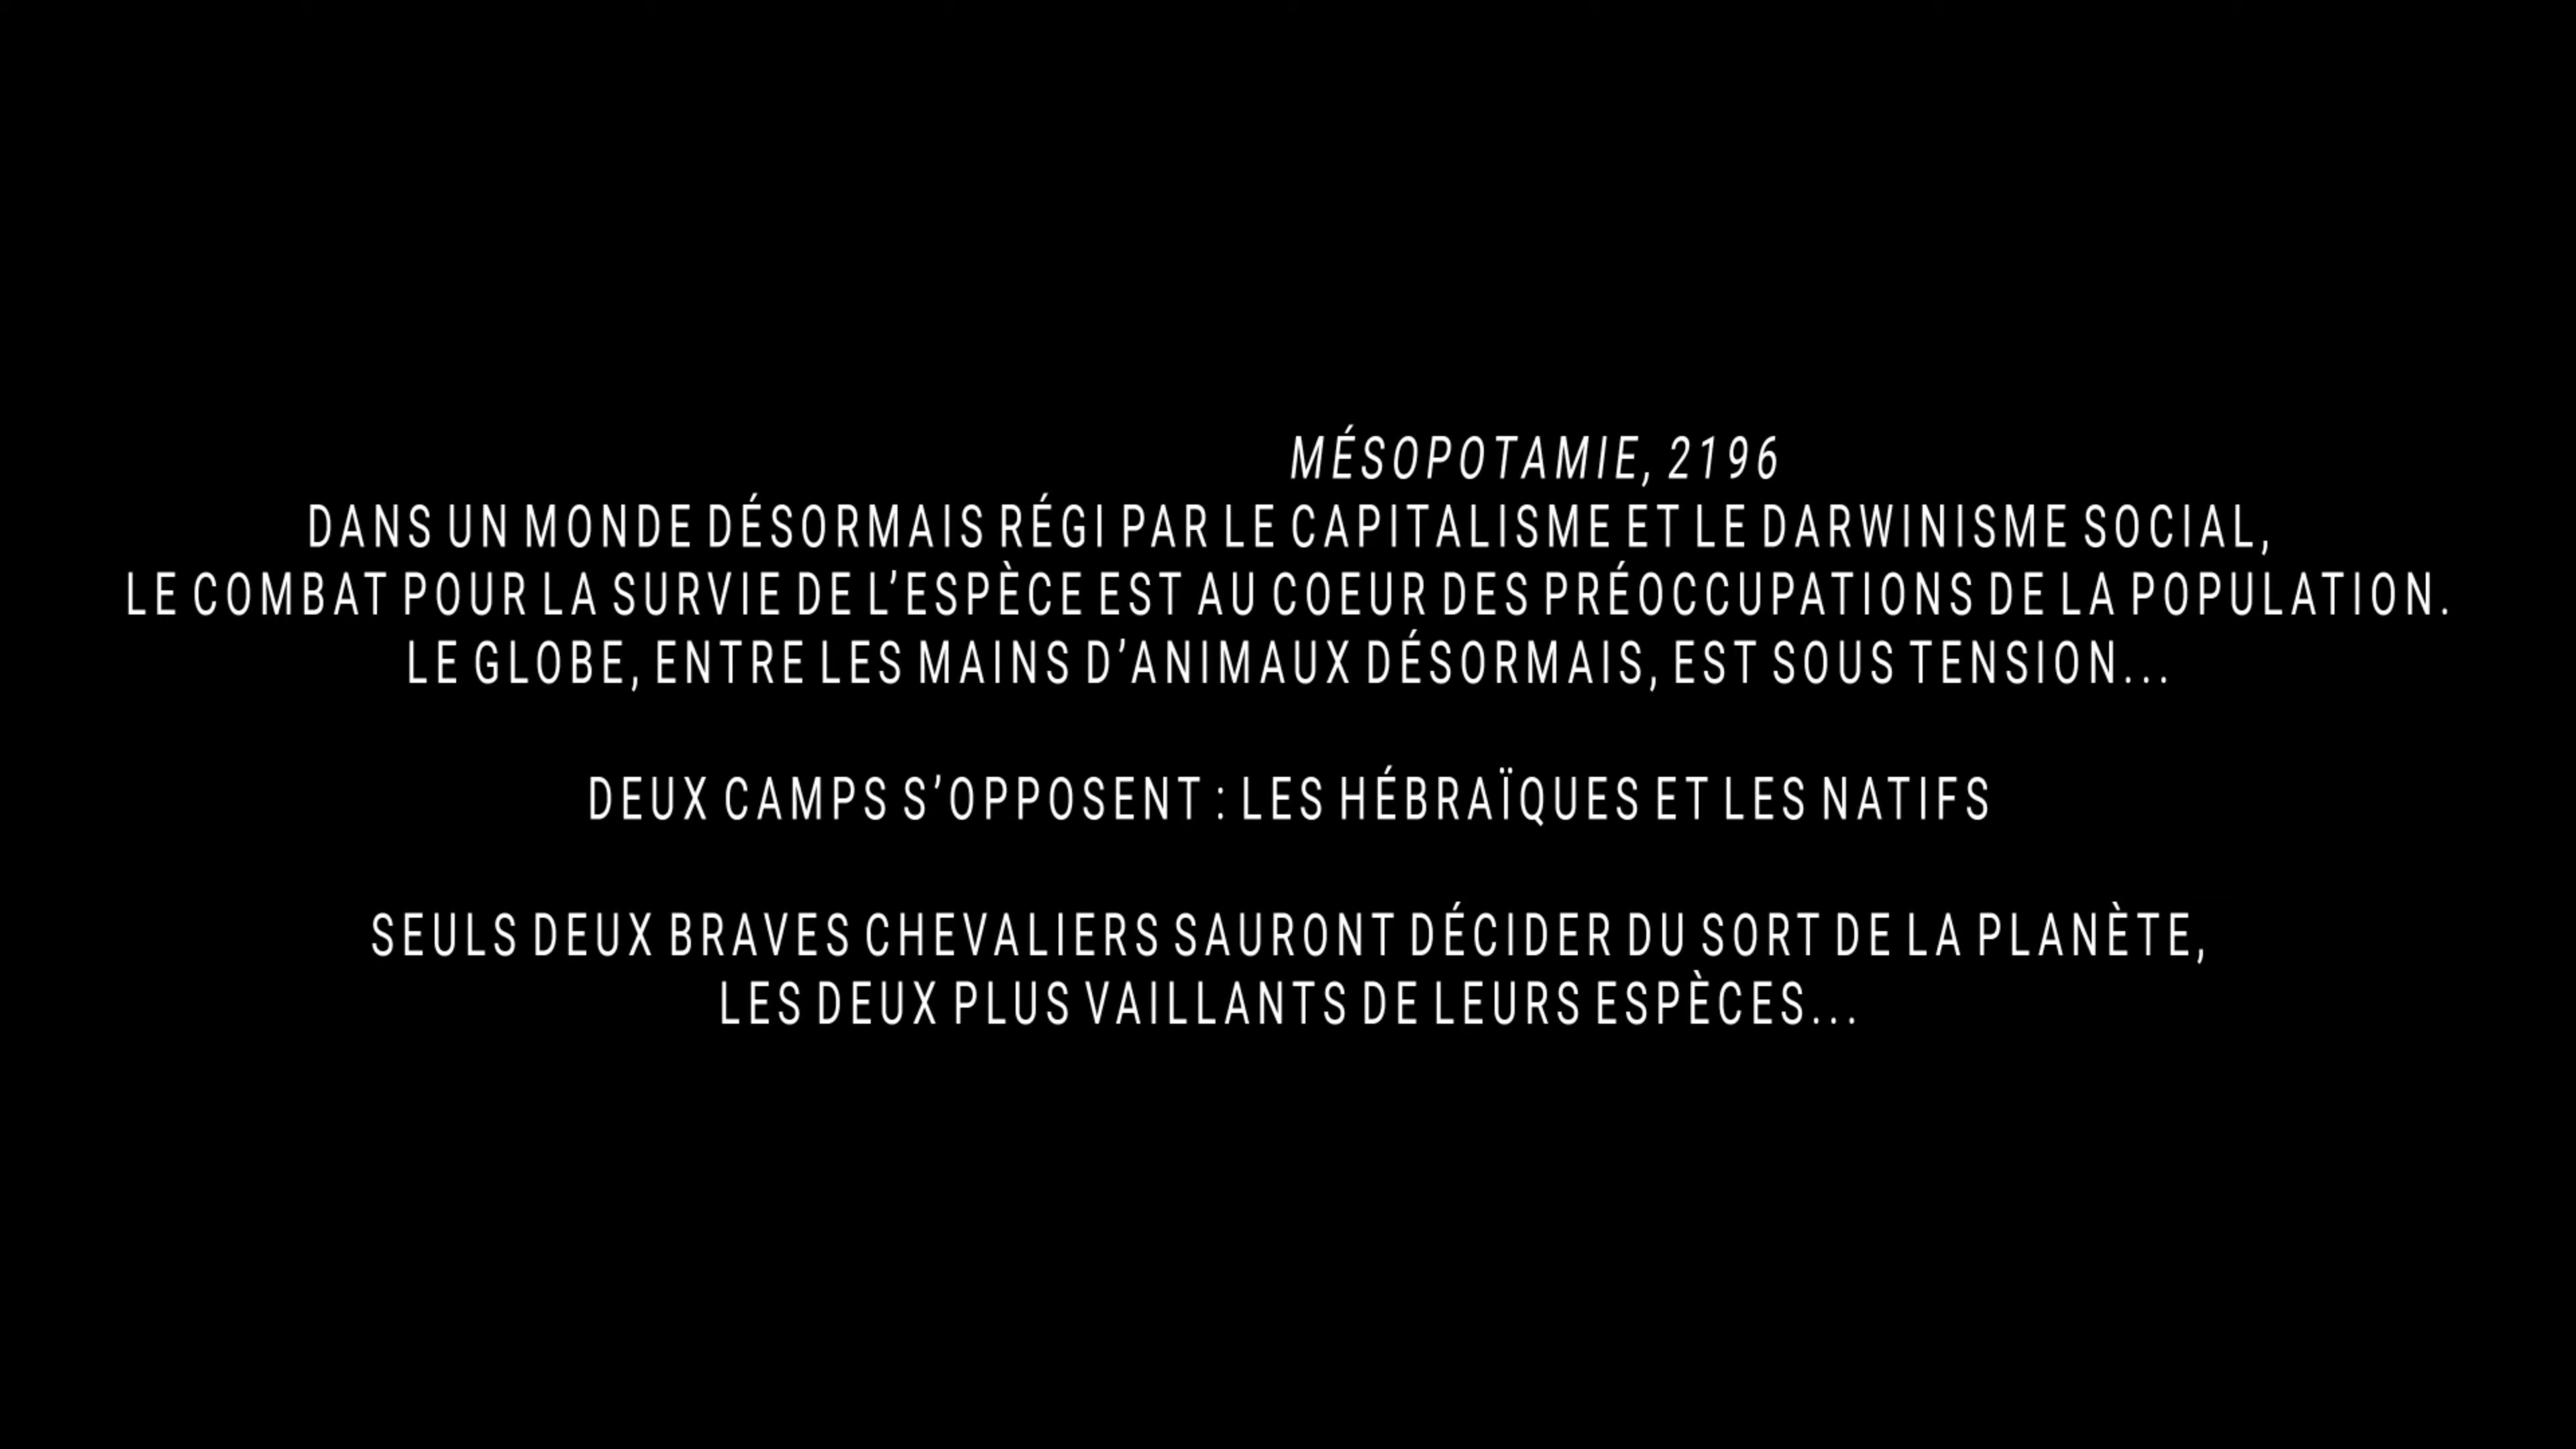 MÉSOPOTAMIE, 2196
DANS UN MONDE DÉSORMAIS RÉGI PAR LE CAPITALISME ET LE DARWINISME SOCIAL,
LE COMBAT POUR LA SURVIE DE L’ESPÈCE EST AU COEUR DES PRÉOCCUPATIONS DE LA POPULATION.
LE GLOBE, ENTRE LES MAINS D’ANIMAUX DÉSORMAIS, EST SOUS TENSION...
DEUX CAMPS S’OPPOSENT : LES HÉBRAÏQUES ET LES NATIFS
SEULS DEUX BRAVES CHEVALIERS SAURONT DÉCIDER DU SORT DE LA PLANÈTE,
LES DEUX PLUS VAILLANTS DE LEURS ESPÈCES...